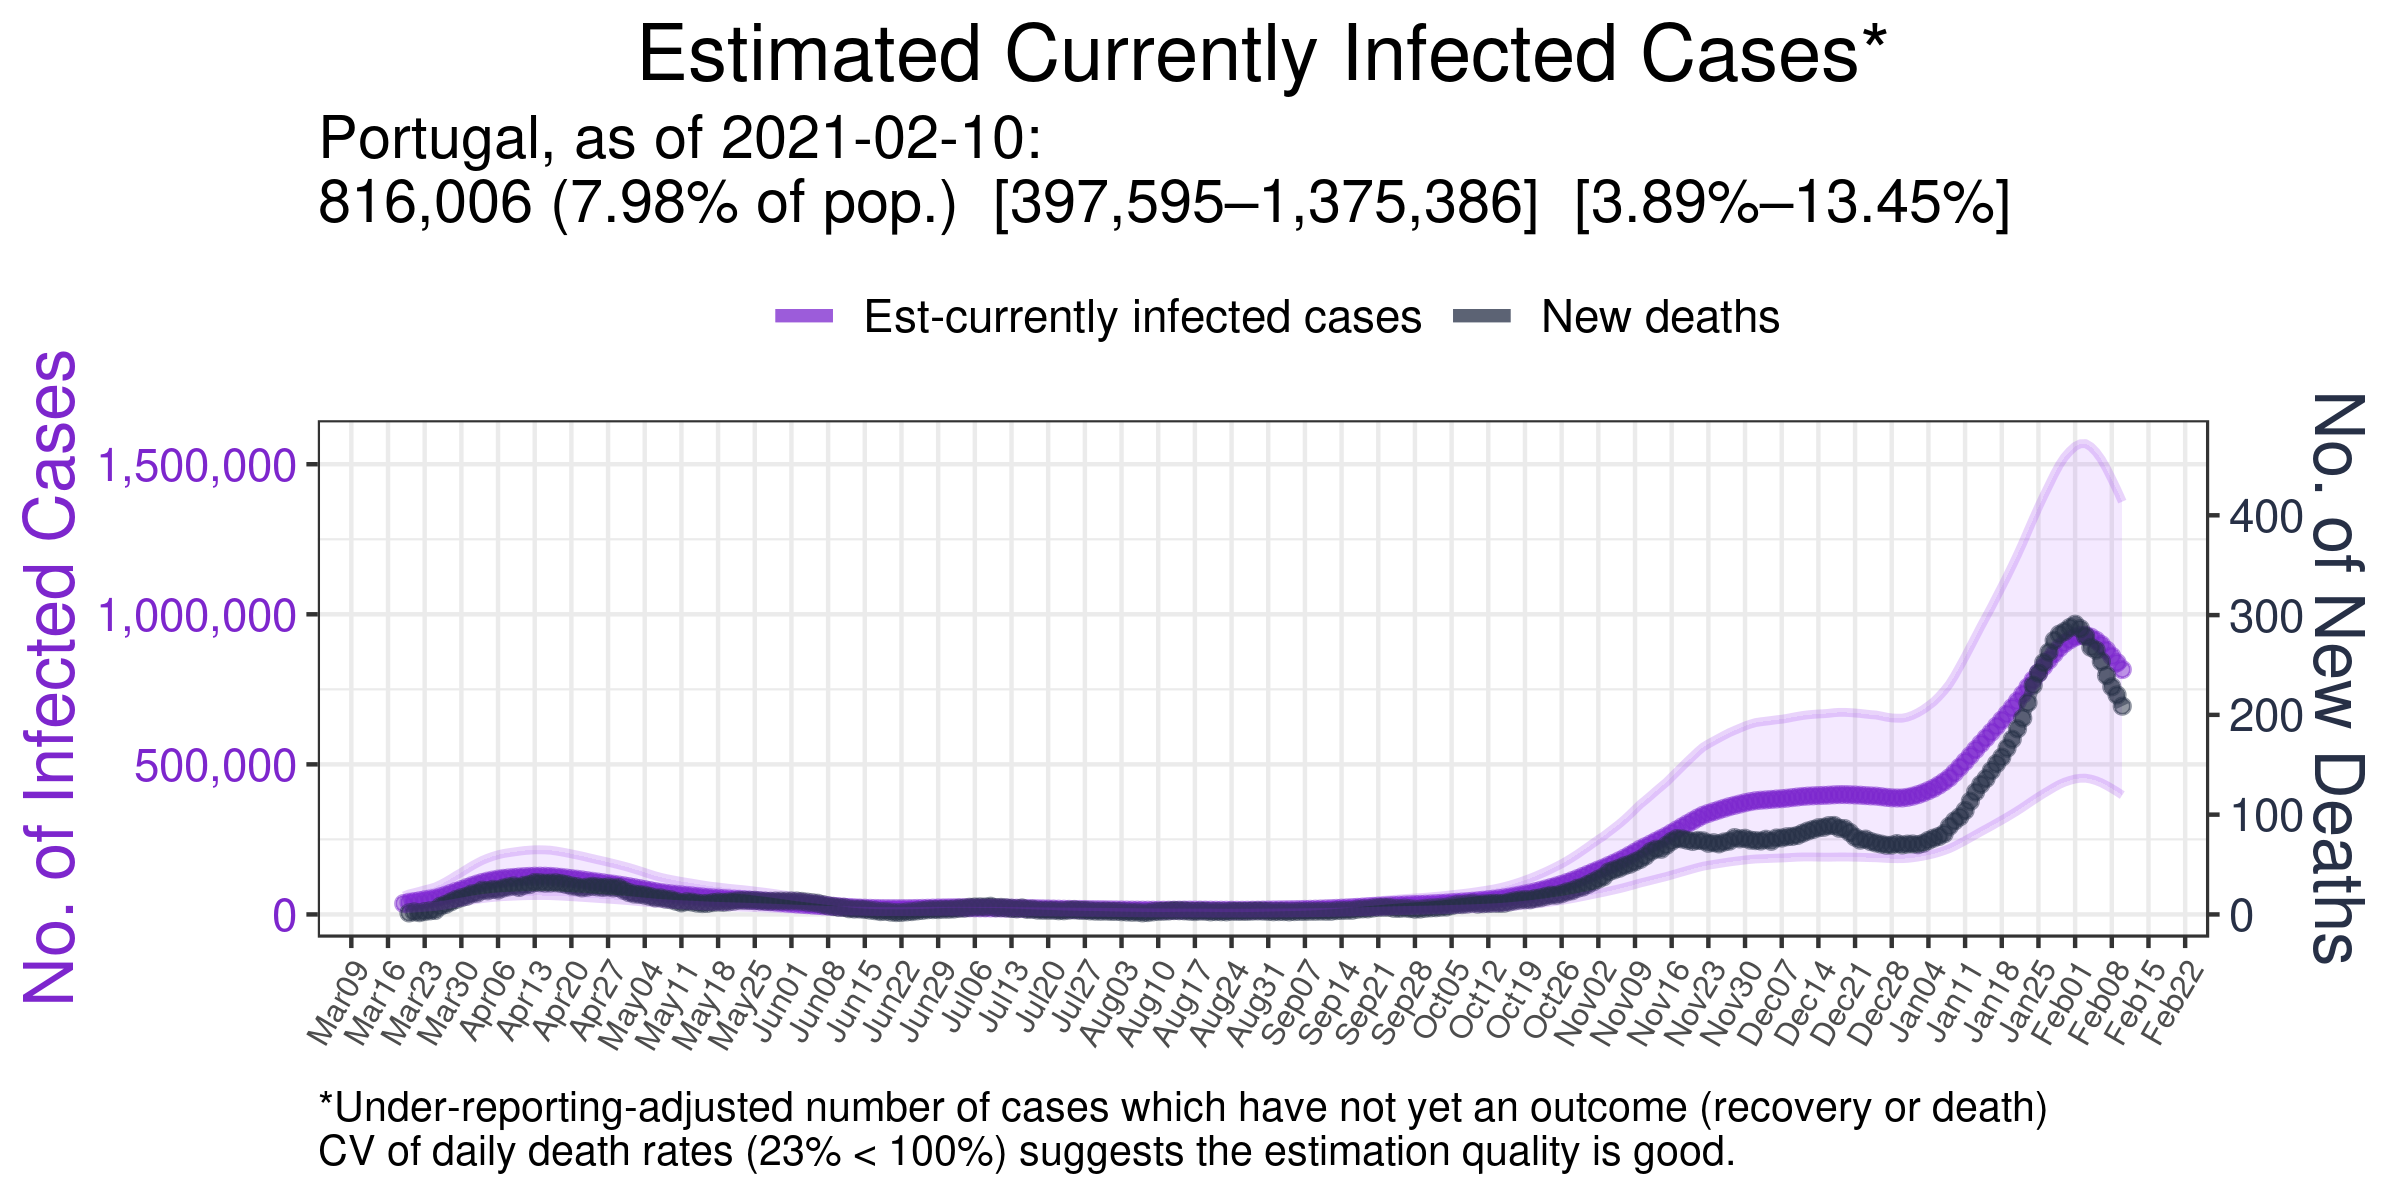 Estimated Currently Infected Cases*
Portugal, as of 2021-02-10:
816,006 (7.98% of pop.) [397,595–1,375,386] [3.89%–13.45%]
Est-currently infected cases
New deaths
No. of Infected Cases
1,500,000
1,000,000
500,000
0
400
300
200
100
0
No. of New Deaths
Mar09
Mar16
Mar23
Mar30
Apr06
Apr13
Apr20
Apr27
May04
May11
May18
May25
Jun01
Jun08
Jun15
Jun22
Jun29
Jul06
Jul13
Jul20
Jul27
Aug03
Aug10
Aug17
Aug24
Aug31
Sep07
Sep14
Sep21
Sep28
Oct05
Oct12
Oct19
Oct26
Nov02
Nov09
Nov16
Nov23
Nov30
Dec07
Dec14
Dec21
Dec28
Jan04
Jan11
Jan18
Jan25
Feb01
Feb08
Feb15
Feb22
*Under-reporting-adjusted number of cases which have not yet an outcome (recovery or death)
CV of daily death rates (23% < 100%) suggests the estimation quality is good.